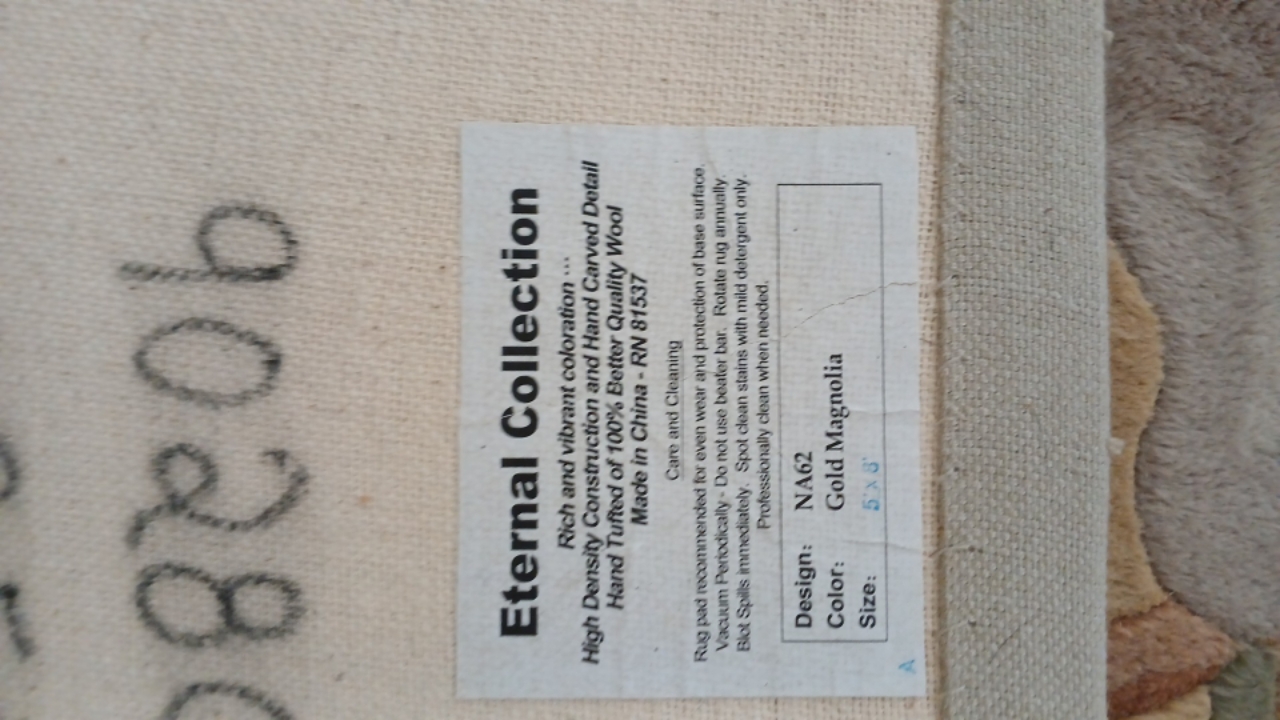 Eternal Collection
Rich and vibrant coloration ...
High Density Construction and Hand Carved Detail
Hand Tufted of 100% Better Quality Wool
Made in China - RN 81537
Care and Cleaning
Rug pad recommended for even wear and protection of base surface.
Vacuum Periodically - Do not use beater bar. Rotate rug annually.
Blot Spills immediately. Spot clean stains with mild detergent only.
Professionally clean when needed.
Design: NA62
Color: Gold Magnolia
Size: 5' x 8'
A